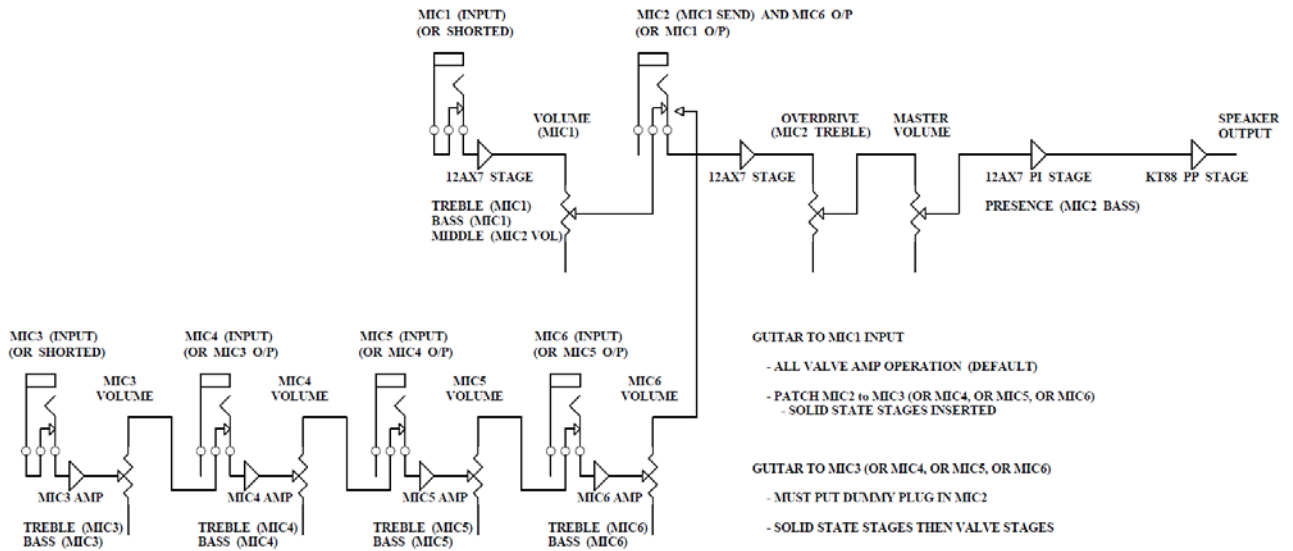 MIC1 (INPUT)
(OR SHORTED)
MIC2 (MIC1 SEND) AND MIC6 O/P
(OR MIC1 O/P)
VOLUME
(MIC1)
OVERDRIVE
(MIC2 TREBLE)
MASTER
VOLUME
SPEAKER
OUTPUT
12AX7 STAGE
12AX7 STAGE
12AX7 PI STAGE
KT88 PP STAGE
TREBLE (MIC1)
BASS (MIC1)
MIDDLE (MIC2 VOL)
PRESENCE (MIC2 BASS)
MIC3 (INPUT)
(OR SHORTED)
MIC4 (INPUT)
(OR MIC3 O/P)
MIC5 (INPUT)
(OR MIC4 O/P)
MIC6 (INPUT)
(OR MIC5 O/P)
MIC3
VOLUME
MIC4
VOLUME
MIC5
VOLUME
MIC6
VOLUME
MIC3 AMP
MIC4 AMP
MIC5 AMP
MIC6 AMP
TREBLE (MIC3)
BASS (MIC3)
TREBLE (MIC4)
BASS (MIC4)
TREBLE (MIC5)
BASS (MIC5)
TREBLE (MIC6)
BASS (MIC6)
GUITAR TO MIC1 INPUT
- ALL VALVE AMP OPERATION (DEFAULT)
- PATCH MIC2 to MIC3 (OR MIC4, OR MIC5, OR MIC6)
- SOLID STATE STAGES INSERTED
GUITAR TO MIC3 (OR MIC4, OR MIC5, OR MIC6)
- MUST PUT DUMMY PLUG IN MIC2
- SOLID STATE STAGES THEN VALVE STAGES